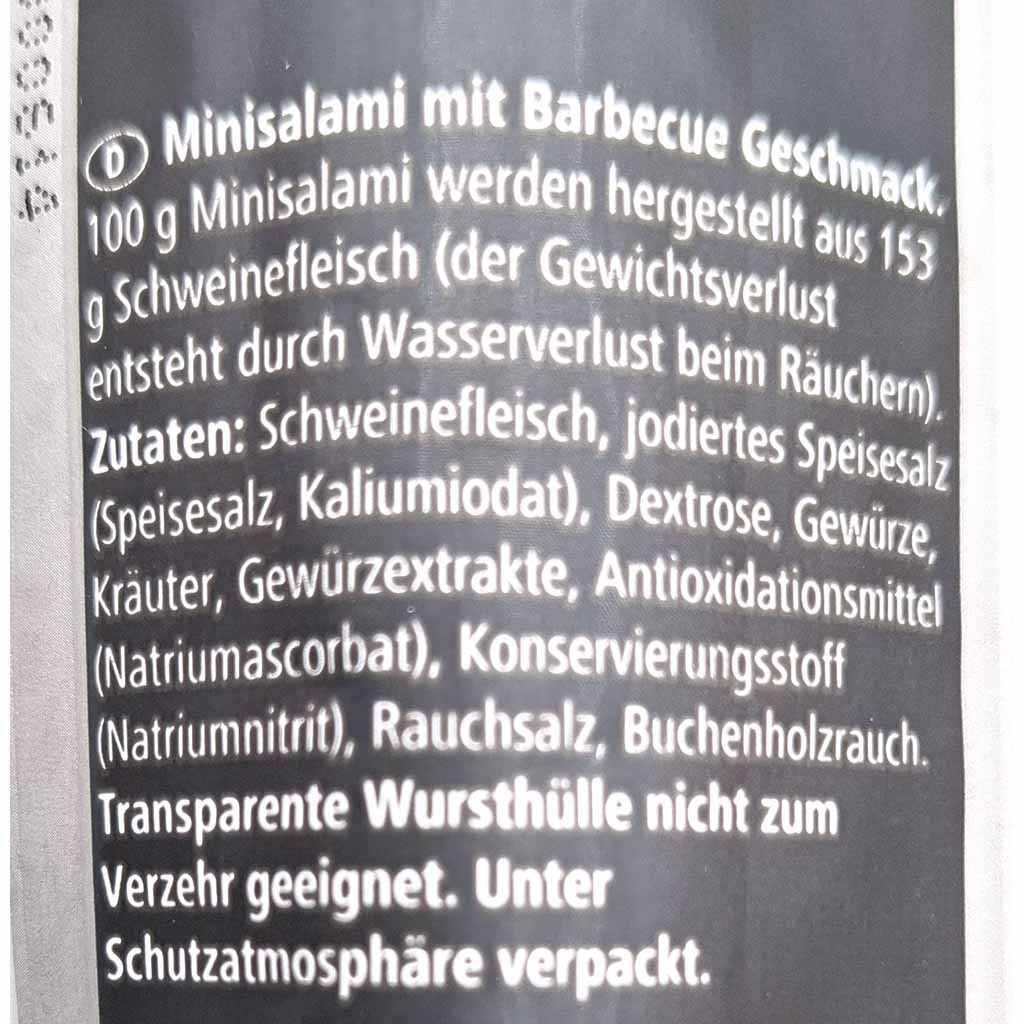 D Minisalami mit Barbecue Geschmack.
100 g Minisalami werden hergestellt aus 153
g Schweinefleisch (der Gewichtsverlust
entsteht durch Wasserverlust beim Räuchern).
Zutaten: Schweinefleisch, jodiertes Speisesalz
(Speisesalz, Kaliumiodat), Dextrose, Gewürze,
Kräuter, Gewürzextrakte, Antioxidationsmittel
(Natriumascorbat), Konservierungsstoff
(Natriumnitrit), Rauchsalz, Buchenholzrauch.
Transparente Wursthülle nicht zum
Verzehr geeignet. Unter
Schutzatmosphäre verpackt.